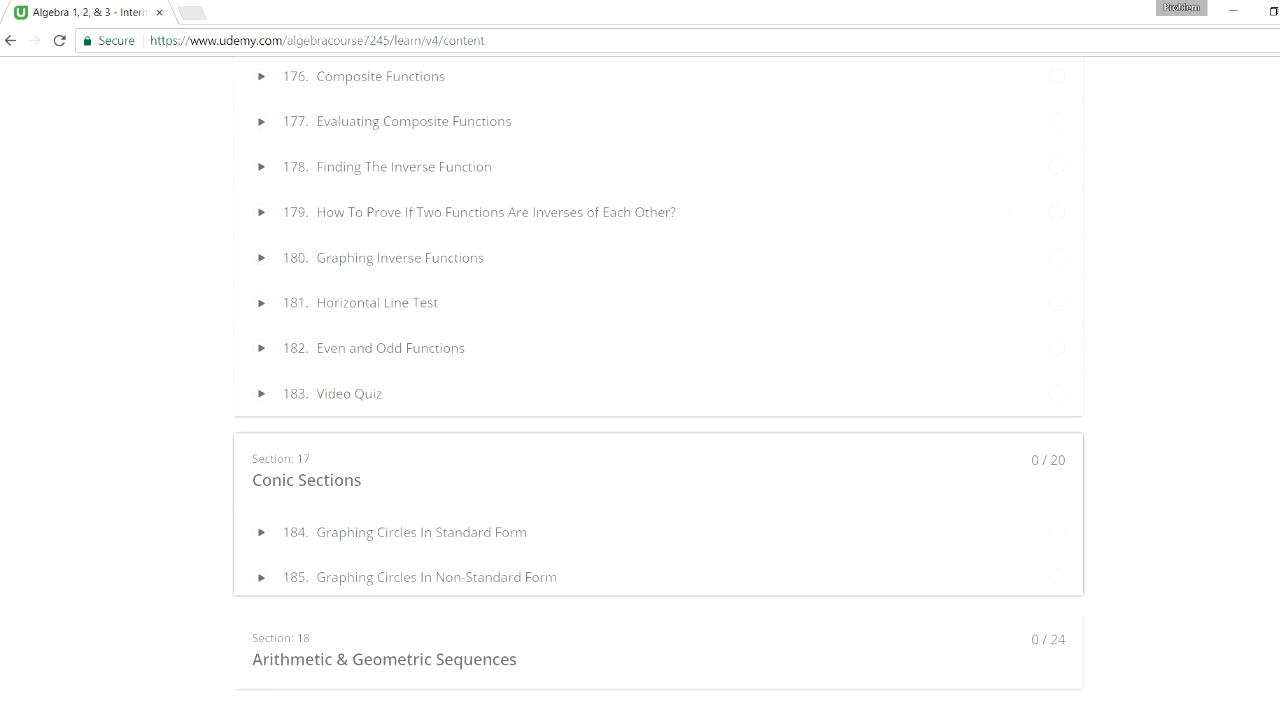 Algebra 1, 2, & 3 - Intern
Problem
Secure https://www.udemy.com/algebracourse7245/learn/v4/content
176. Composite Functions
177. Evaluating Composite Functions
178. Finding The Inverse Function
179. How To Prove If Two Functions Are Inverses of Each Other?
180. Graphing Inverse Functions
181. Horizontal Line Test
182. Even and Odd Functions
183. Video Quiz
Section: 17
0 / 20
Conic Sections
184. Graphing Circles In Standard Form
185. Graphing Circles In Non-Standard Form
Section: 18
0 / 24
Arithmetic & Geometric Sequences